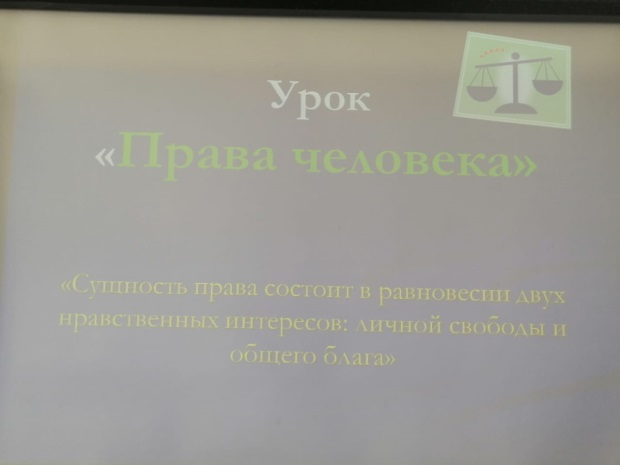 Урок
«Права человека»
«Сущность права состоит в равновесии двух
нравственных интересов: личной свободы и
общего блага»